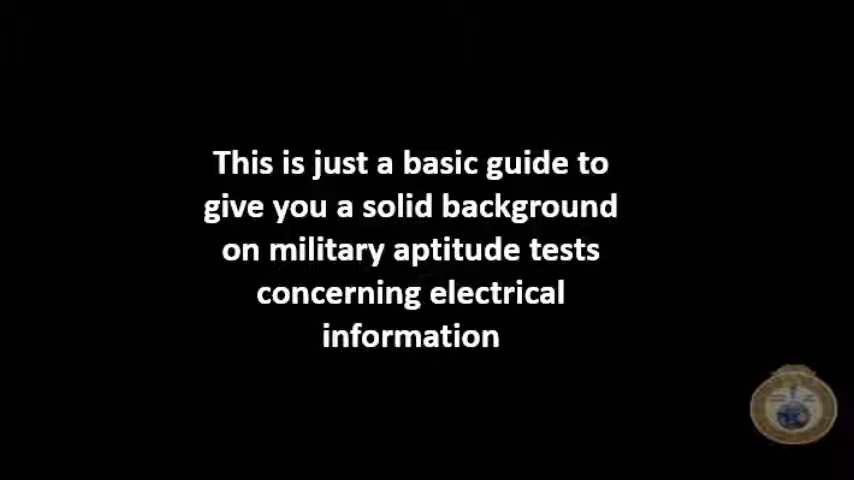 This is just a basic guide to
give you a solid background
on military aptitude tests
concerning electrical
information